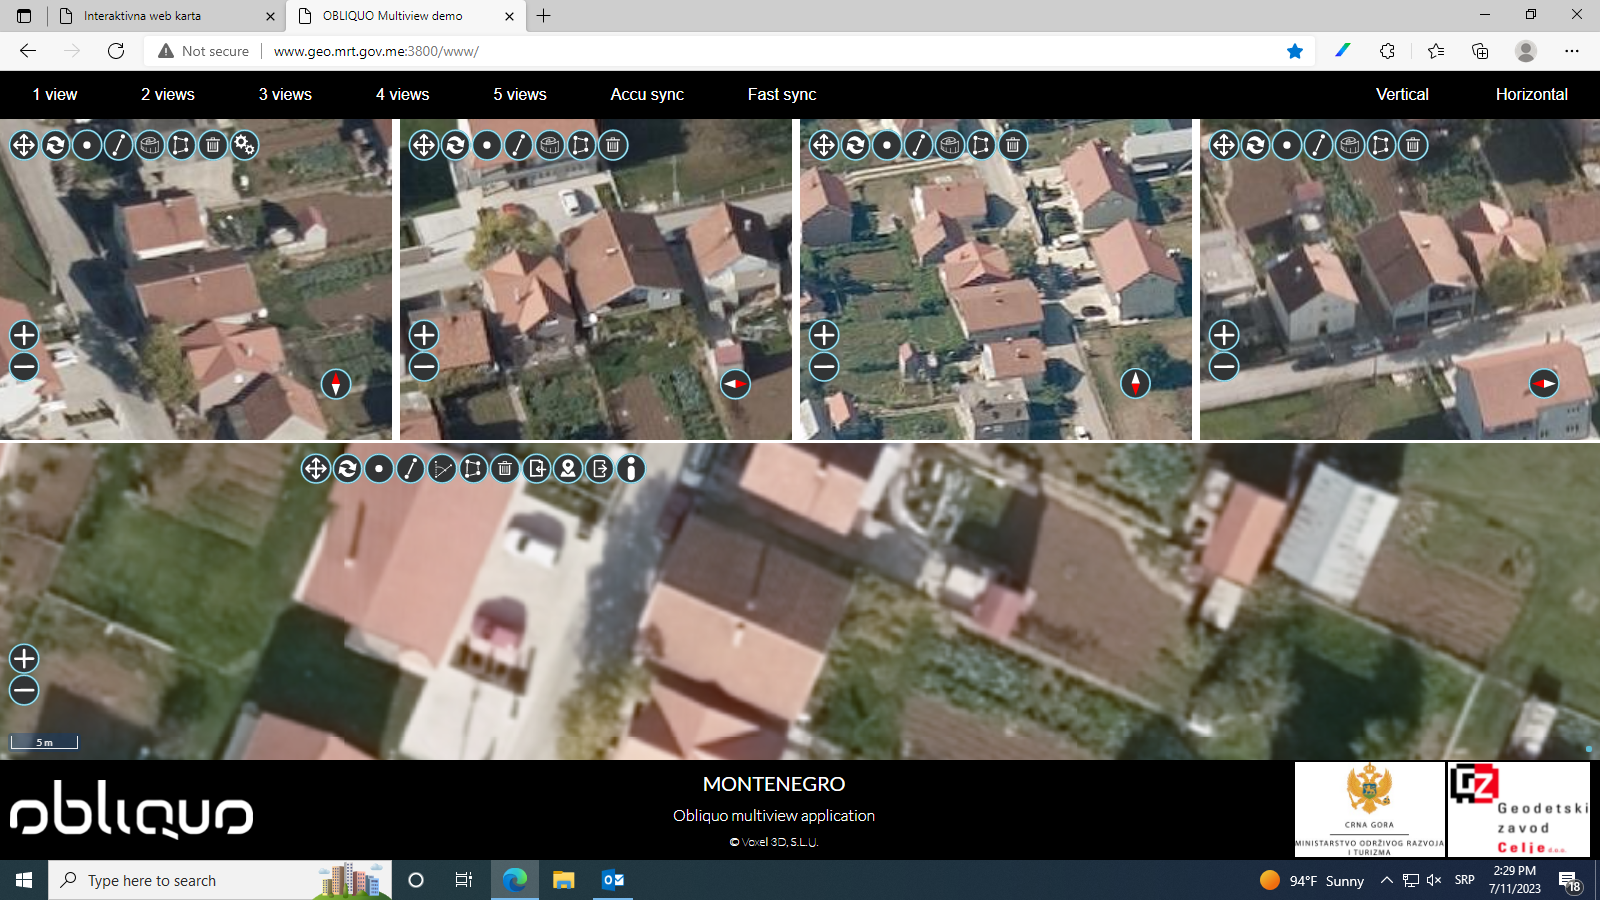 Interaktivna web karta
OBLIQUO Multiview demo
Not secure
www.geo.mrt.gov.me:3800/www/
1 view
2 views
3 views
4 views
5 views
Accu sync
Fast sync
Vertical
Horizontal
5 m
obliquo
MONTENEGRO
Obliquo multiview application
© Voxel 3D, S.L.U.
CRNA GORA
MINISTARSTVO ODRŽIVOG RAZVOJA
I TURIZMA
GZ
Geodetski
zavod
Celje d.o.o.
Type here to search
94°F Sunny
SRP
2:29 PM
7/11/2023
18